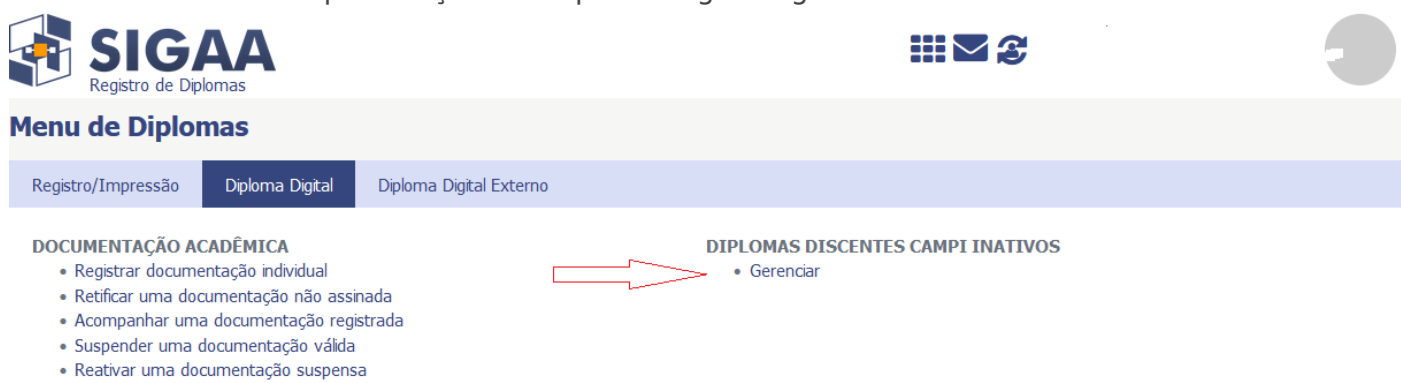 SIGAA
Registro de Diplomas
Menu de Diplomas
Registro/Impressão Diploma Digital Diploma Digital Externo
DOCUMENTAÇÃO ACADÊMICA
• Registrar documentação individual
• Retificar uma documentação não assinada
• Acompanhar uma documentação registrada
• Suspender uma documentação válida
• Reativar uma documentação suspensa
DIPLOMAS DISCENTES CAMPI INATIVOS
• Gerenciar